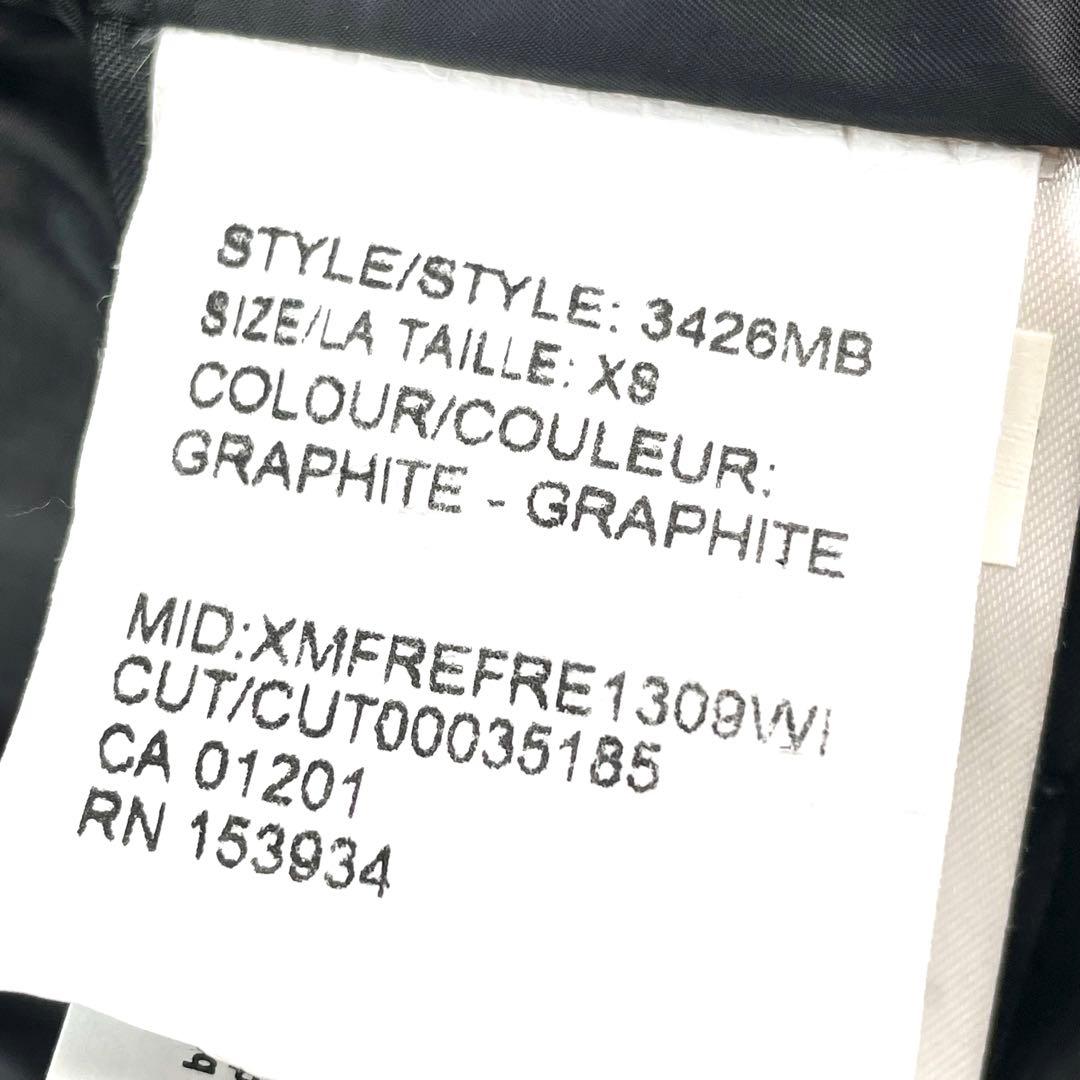 STYLE/STYLE: 3426MB
SIZE/LA TAILLE: XS
COLOUR/COULEUR:
GRAPHITE - GRAPHITE
MID:XMFREFRE1309WI
CUT/CUT00035185
CA 01201
RN 153934